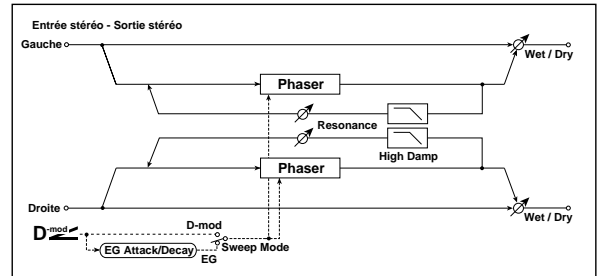 Entrée stéréo - Sortie stéréo
Gauche
Wet / Dry
Phaser
Resonance
High Damp
Phaser
Droite
Wet / Dry
D-mod
D-mod
EG Attack/Decay
EG
Sweep Mode